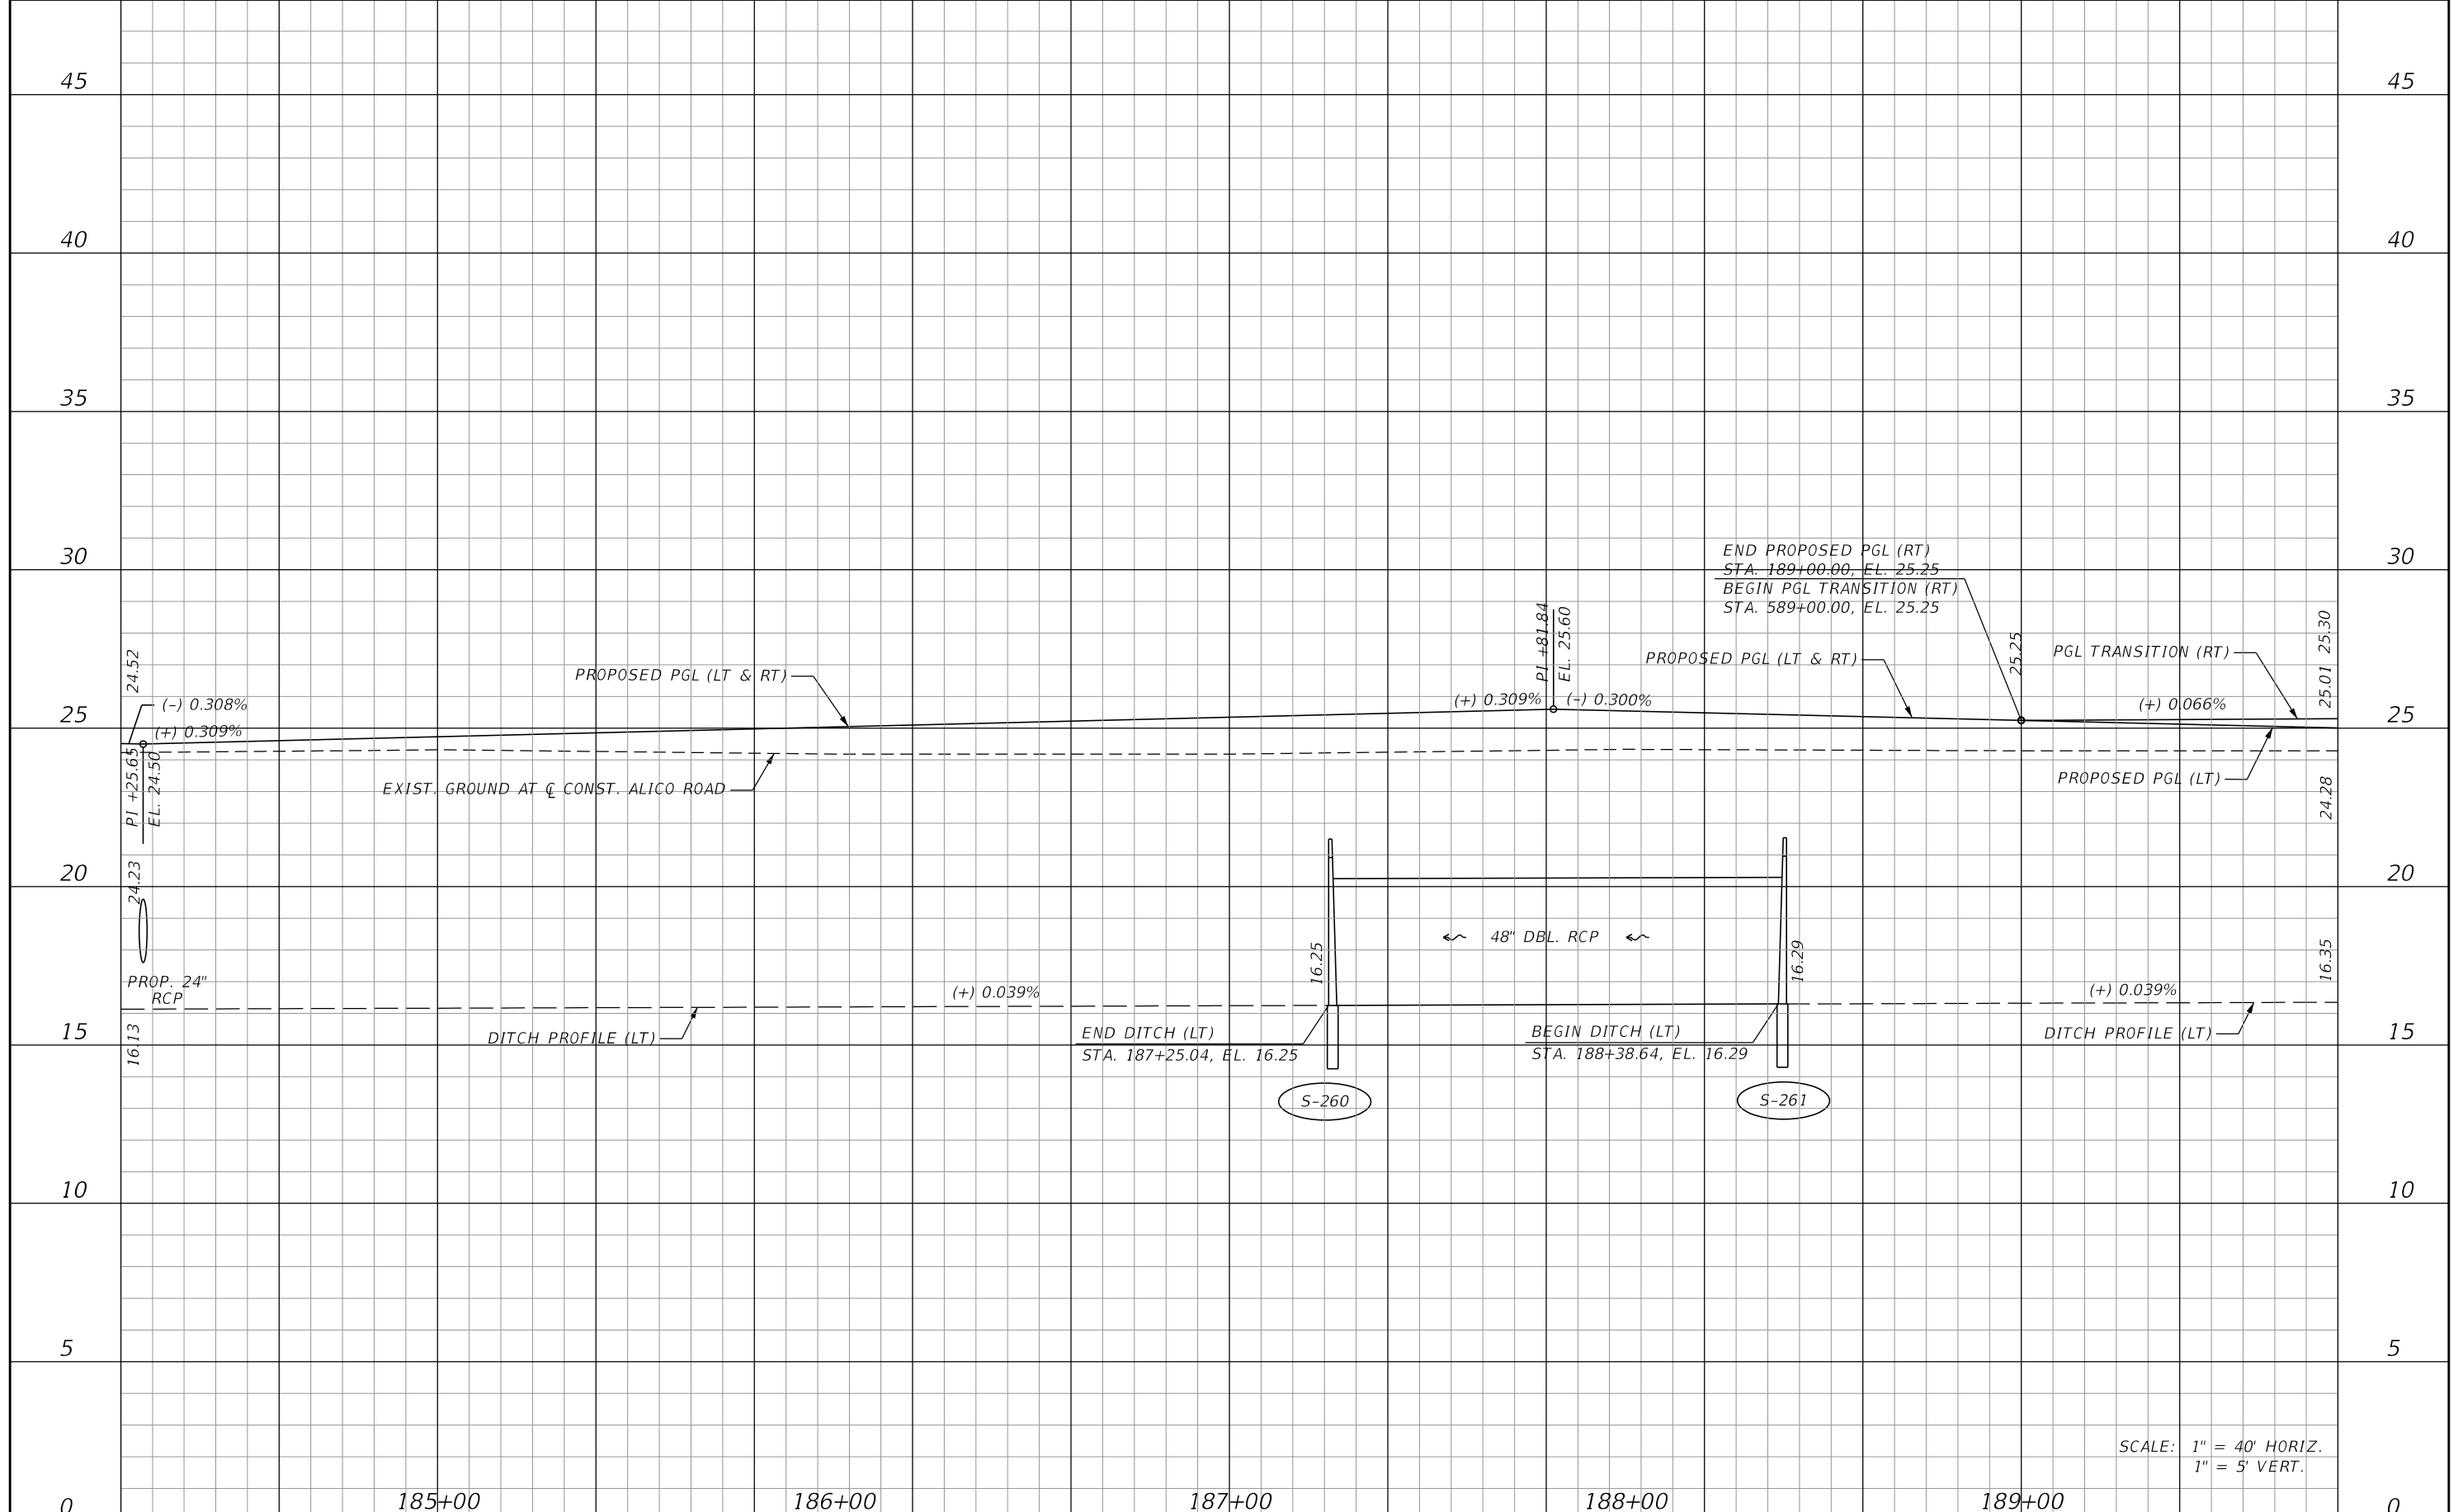 45
45
40
40
35
35
30
30
END PROPOSED PGL (RT)
STA. 189+00.00, EL. 25.25
BEGIN PGL TRANSITION (RT)
STA. 589+00.00, EL. 25.25
24.52
(-) 0.308%
(+) 0.309%
25
25
PROPOSED PGL (LT & RT)
PI +81.84
EL. 25.60
(+) 0.309%
(-) 0.300%
PROPOSED PGL (LT & RT)
25.25
PGL TRANSITION (RT)
(+) 0.066%
25.01 25.30
PI +25.65
EL. 24.50
EXIST. GROUND AT ℄ CONST. ALICO ROAD
PROPOSED PGL (LT)
24.28
20
20
24.23
PROP. 24"
RCP
16.13
(+) 0.039%
DITCH PROFILE (LT)
16.25
48" DBL. RCP
16.29
16.35
(+) 0.039%
END DITCH (LT)
STA. 187+25.04, EL. 16.25
BEGIN DITCH (LT)
STA. 188+38.64, EL. 16.29
DITCH PROFILE (LT)
15
15
S-260
S-261
10
10
5
5
SCALE: 1" = 40' HORIZ.
1" = 5' VERT.
0
185+00
186+00
187+00
188+00
189+00
0